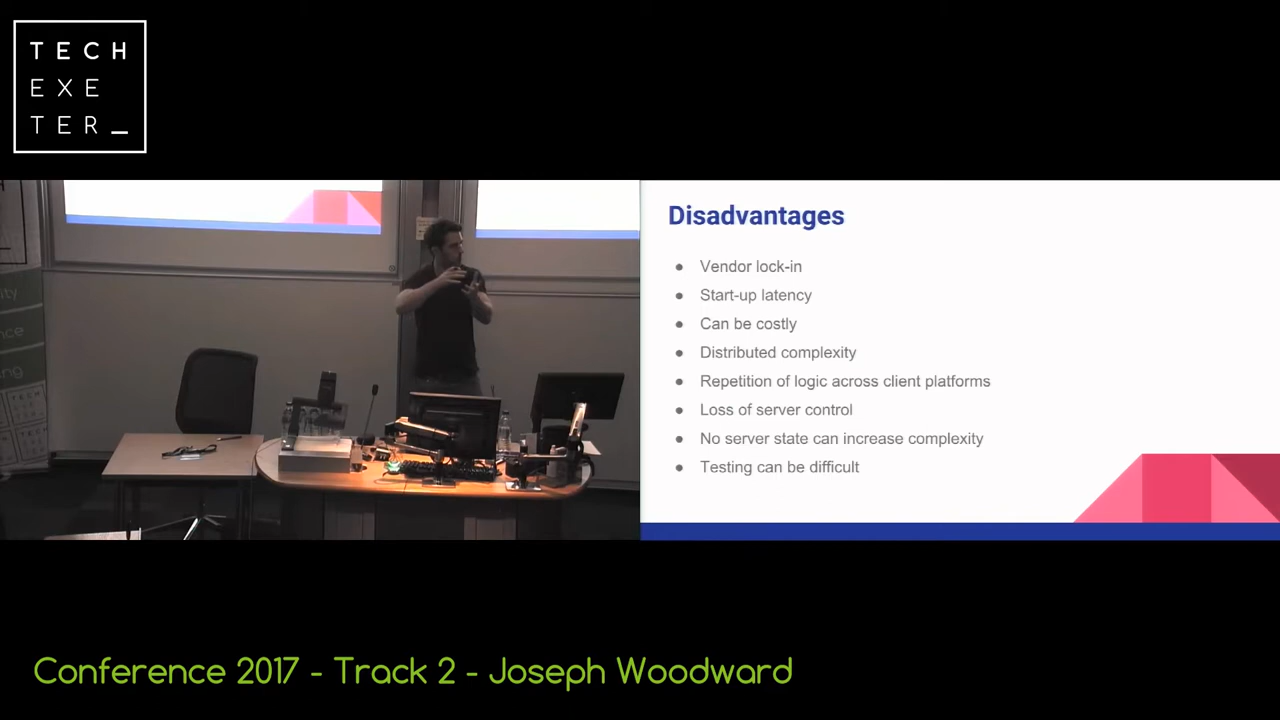 TECH
EXE
TER_
Disadvantages
● Vendor lock-in
● Start-up latency
● Can be costly
● Distributed complexity
● Repetition of logic across client platforms
● Loss of server control
● No server state can increase complexity
● Testing can be difficult
Conference 2017 - Track 2 - Joseph Woodward